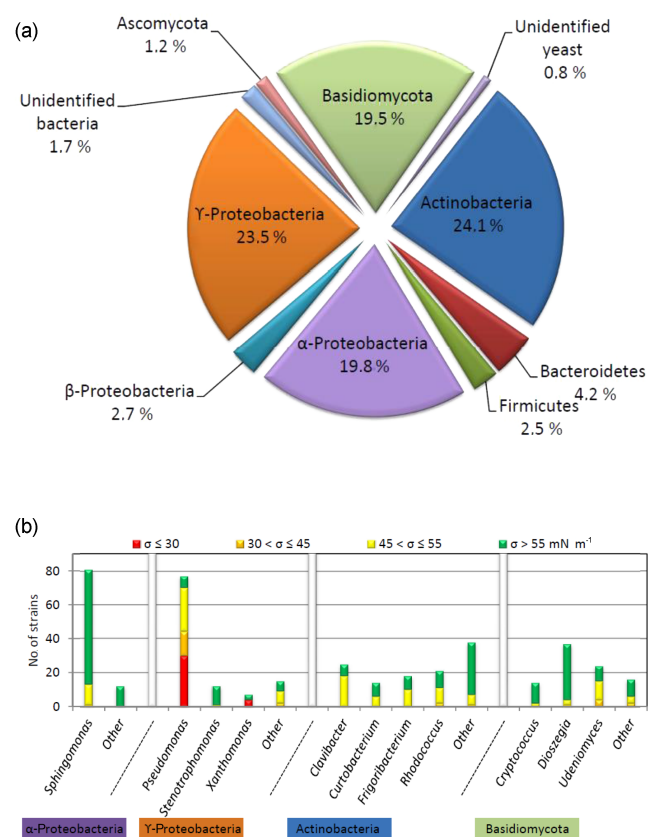 (a)
Ascomycota
1.2 %
Unidentified
yeast
0.8 %
Basidiomycota
19.5 %
Unidentified
bacteria
1.7 %
ϒ-Proteobacteria
23.5 %
Actinobacteria
24.1 %
α-Proteobacteria
19.8 %
β-Proteobacteria
2.7 %
Bacteroidetes
4.2 %
Firmicutes
2.5 %
(b)
σ ≤ 30
30 < σ ≤ 45
45 < σ ≤ 55
σ > 55 mN m⁻¹
No of strains
80
60
40
20
0
Sphingomonas
Other
Pseudomonas
Stenotrophomonas
Xanthomonas
Other
Clavibacter
Curtobacterium
Frigoribacterium
Rhodococcus
Other
Cryptococcus
Dioszegia
Udeniomyces
Other
α-Proteobacteria
ϒ-Proteobacteria
Actinobacteria
Basidiomycota